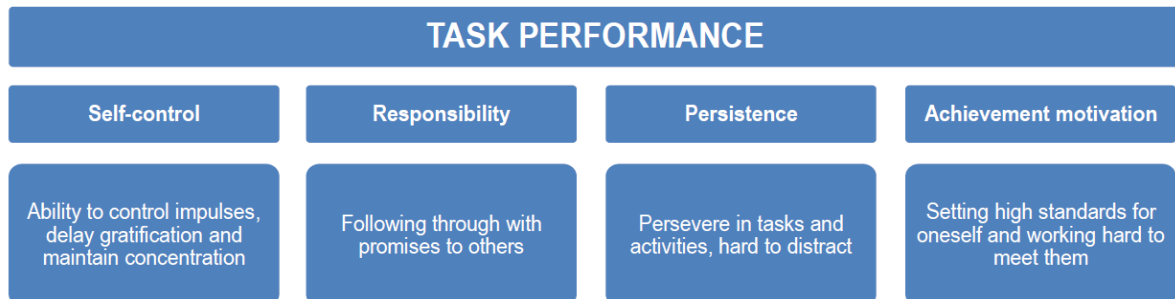 TASK PERFORMANCE
Self-control
Responsibility
Persistence
Achievement motivation
Ability to control impulses,
delay gratification and
maintain concentration
Following through with
promises to others
Persevere in tasks and
activities, hard to distract
Setting high standards for
oneself and working hard to
meet them